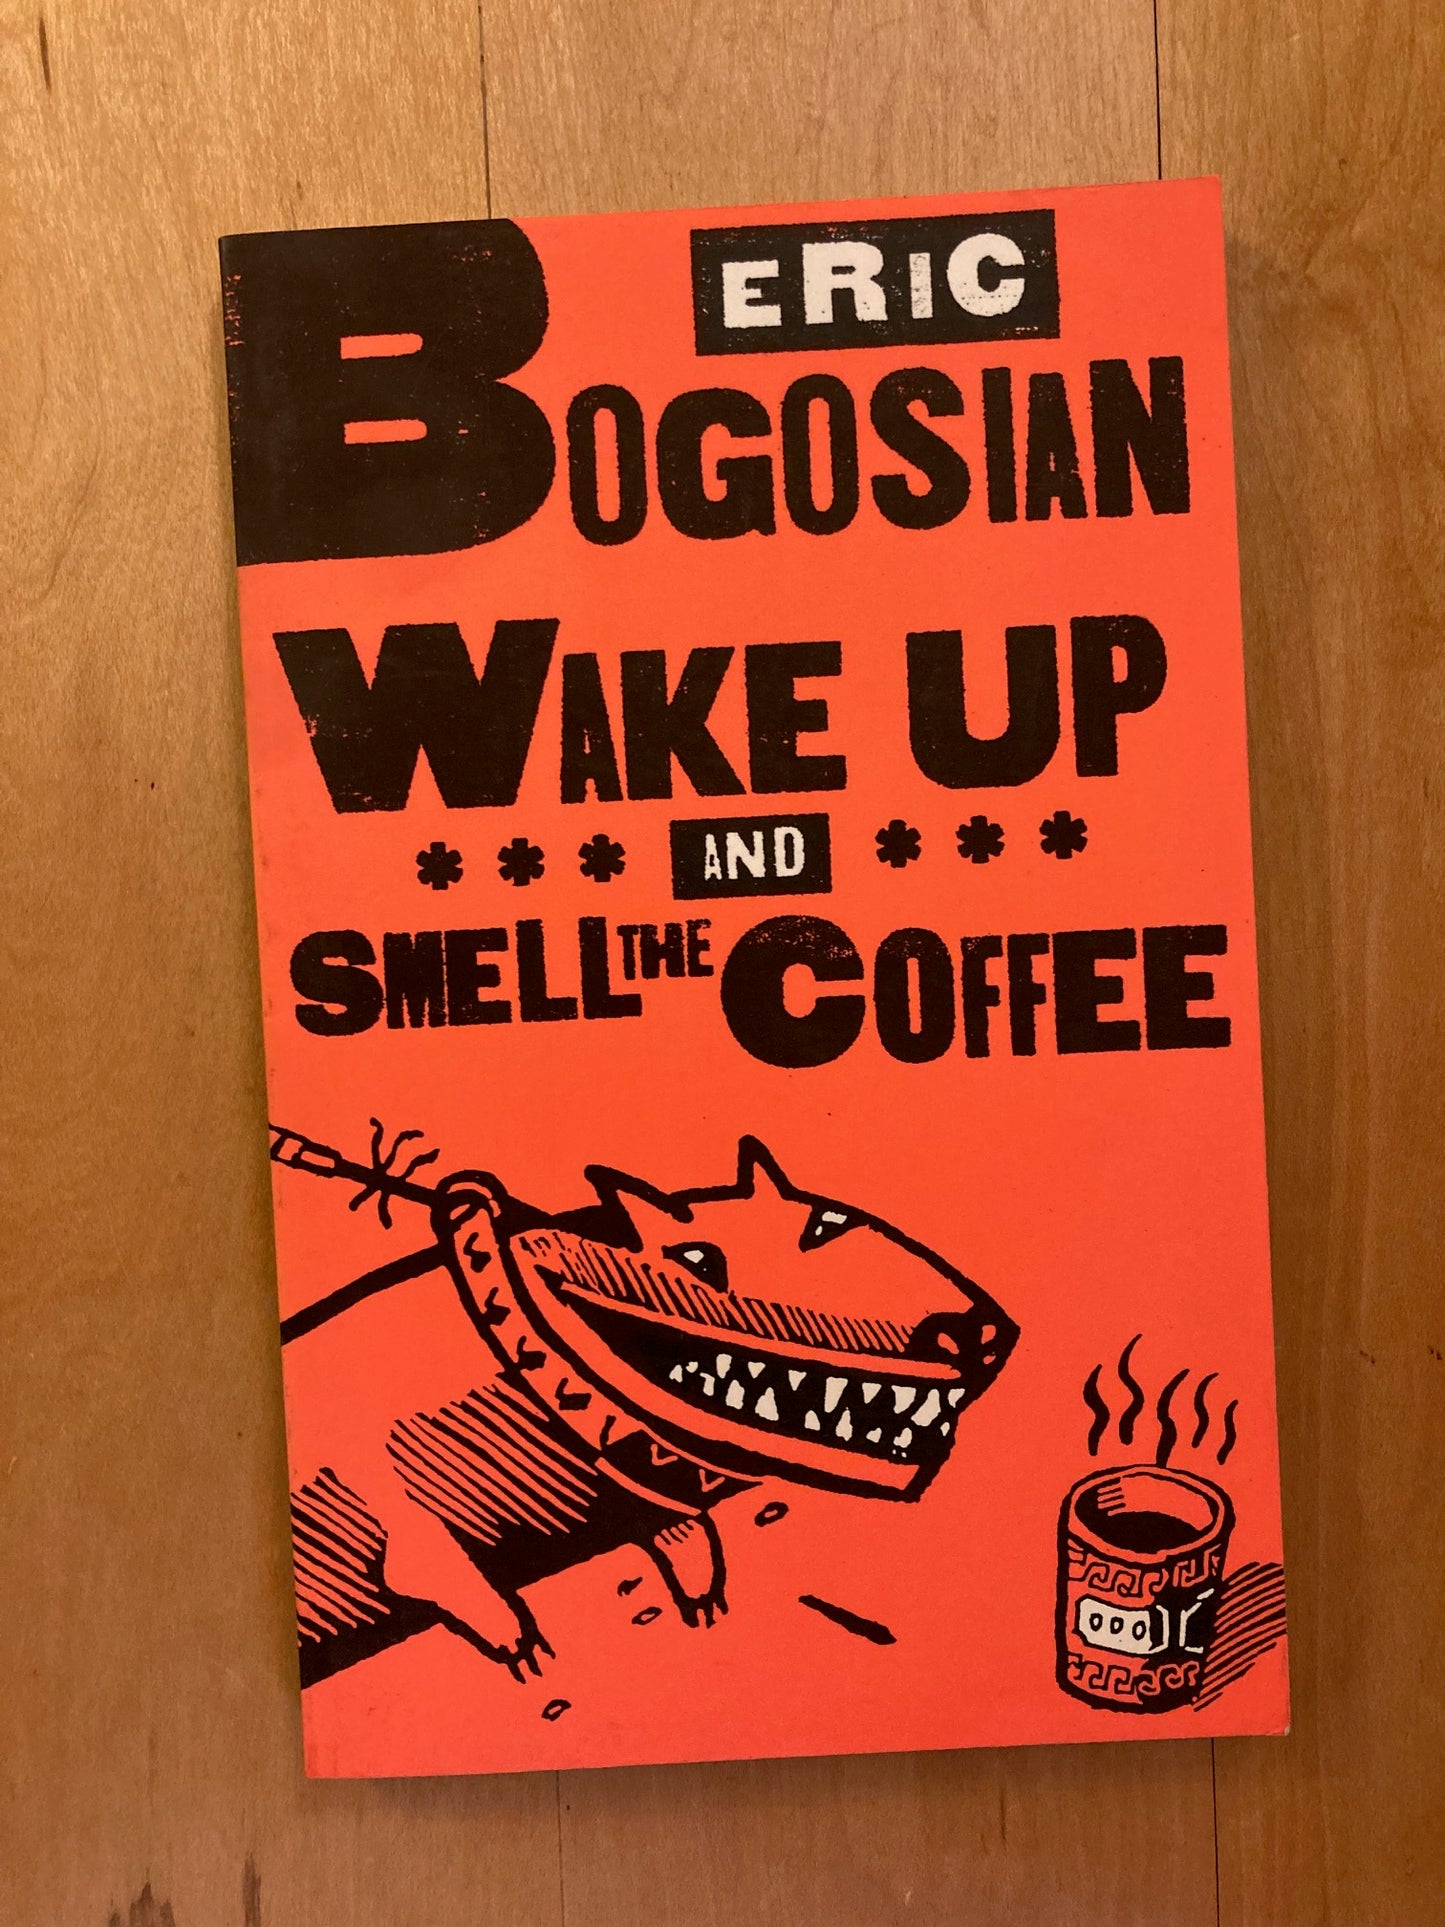 ERIC
BOGOSIAN
WAKE UP
*** AND ***
SMELL THE COFFEE